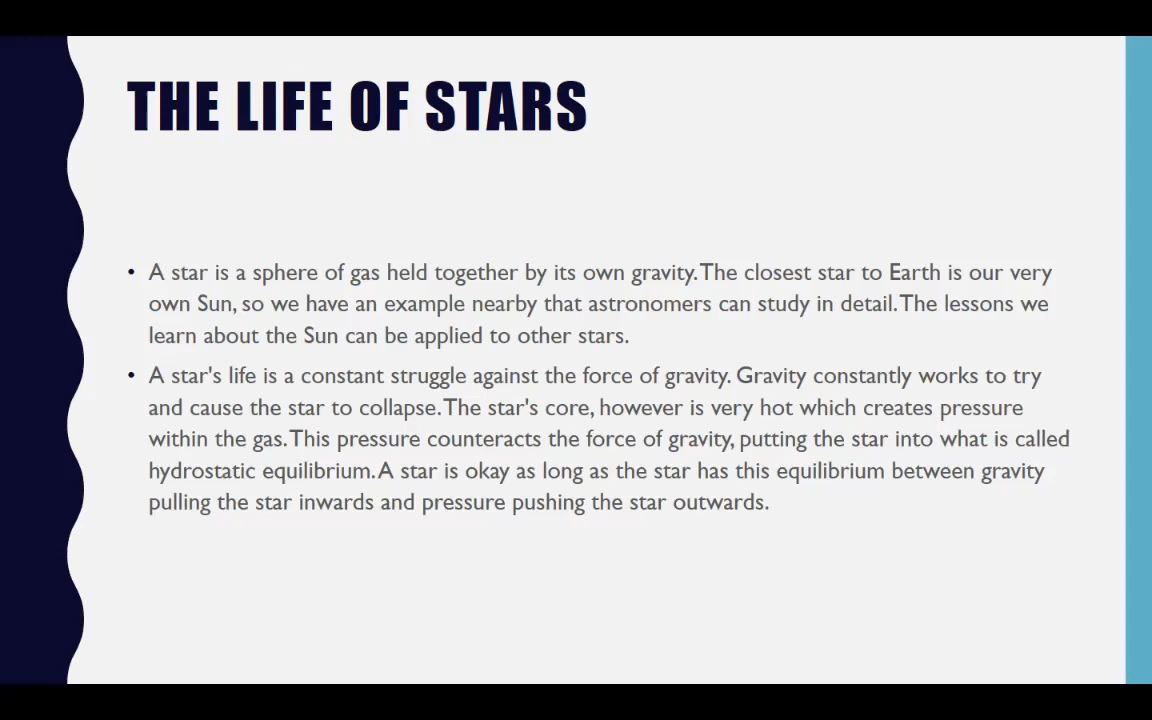 THE LIFE OF STARS
• A star is a sphere of gas held together by its own gravity. The closest star to Earth is our very
own Sun, so we have an example nearby that astronomers can study in detail. The lessons we
learn about the Sun can be applied to other stars.
• A star's life is a constant struggle against the force of gravity. Gravity constantly works to try
and cause the star to collapse. The star's core, however is very hot which creates pressure
within the gas. This pressure counteracts the force of gravity, putting the star into what is called
hydrostatic equilibrium. A star is okay as long as the star has this equilibrium between gravity
pulling the star inwards and pressure pushing the star outwards.